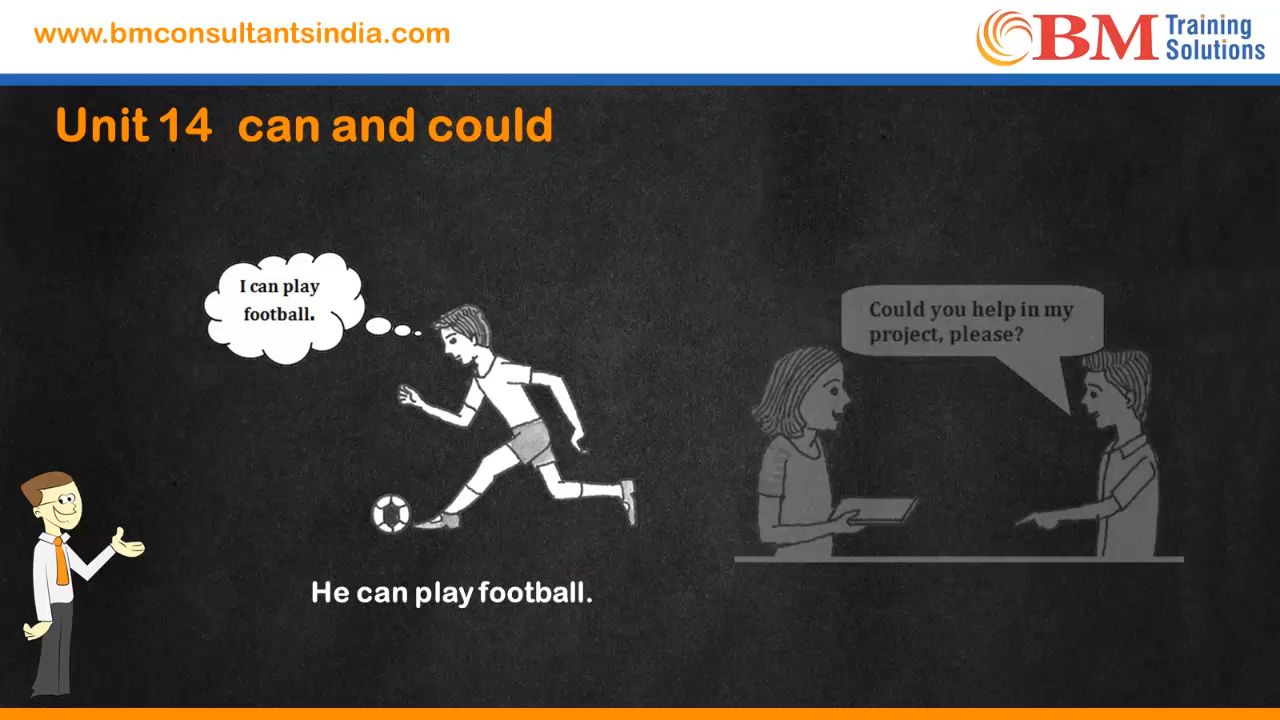 www.bmconsultantsindia.com
BM Training
Solutions
Unit 14 can and could
I can play
football.
Could you help in my
project, please?
He can play football.